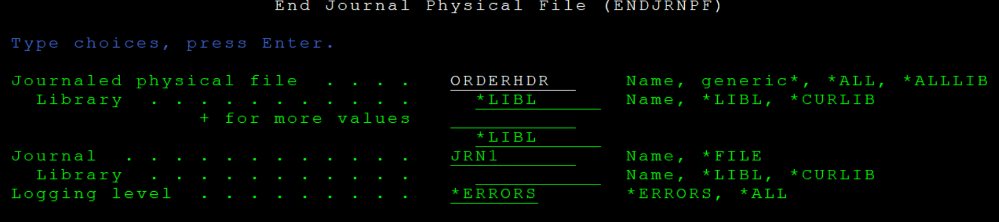 End Journal Physical File (ENDJRNPF)
Type choices, press Enter.
Journaled physical file . . . . ORDERHDR Name, generic*, *ALL, *ALLLIB
Library . . . . . . . . . . . *LIBL Name, *LIBL, *CURLIB
+ for more values
*LIBL
Journal . . . . . . . . . . . . JRN1 Name, *FILE
Library . . . . . . . . . . . Name, *LIBL, *CURLIB
Logging level . . . . . . . . . *ERRORS *ERRORS, *ALL